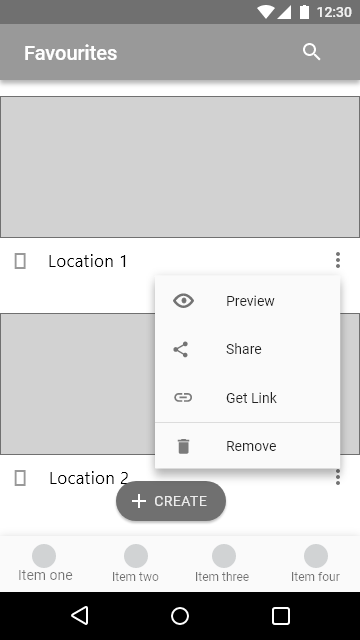 12:30
Favourites
Location 1
Preview
Share
Get Link
Remove
Location 2
CREATE
Item one
Item two
Item three
Item four